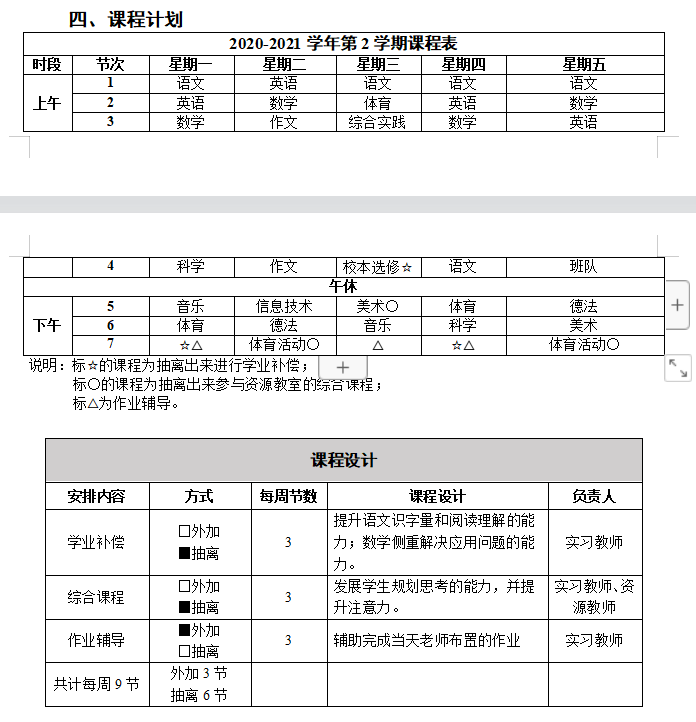 四、课程计划
2020-2021 学年第 2 学期课程表
时段 节次 星期一 星期二 星期三 星期四 星期五
上午 1 语文 英语 语文 语文 语文
2 英语 数学 体育 英语 数学
3 数学 作文 综合实践 数学 英语
4 科学 作文 校本选修☆ 语文 班队
午休
下午 5 音乐 信息技术 美术〇 体育 德法
6 体育 德法 音乐 科学 美术
7 ☆△ 体育活动〇 △ ☆△ 体育活动〇
说明：标☆的课程为抽离出来进行学业补偿；
标〇的课程为抽离出来参与资源教室的综合课程；
标△为作业辅导。
课程设计
安排内容 方式 每周节数 课程设计 负责人
学业补偿 □外加 ■抽离 3 提升语文识字量和阅读理解的能
力；数学侧重解决应用问题的能
力。 实习教师
综合课程 □外加 ■抽离 3 发展学生规划思考的能力，并提
升注意力。 实习教师、资
源教师
作业辅导 ■外加 □抽离 3 辅助完成当天老师布置的作业 实习教师
共计每周 9 节 外加 3 节
抽离 6 节